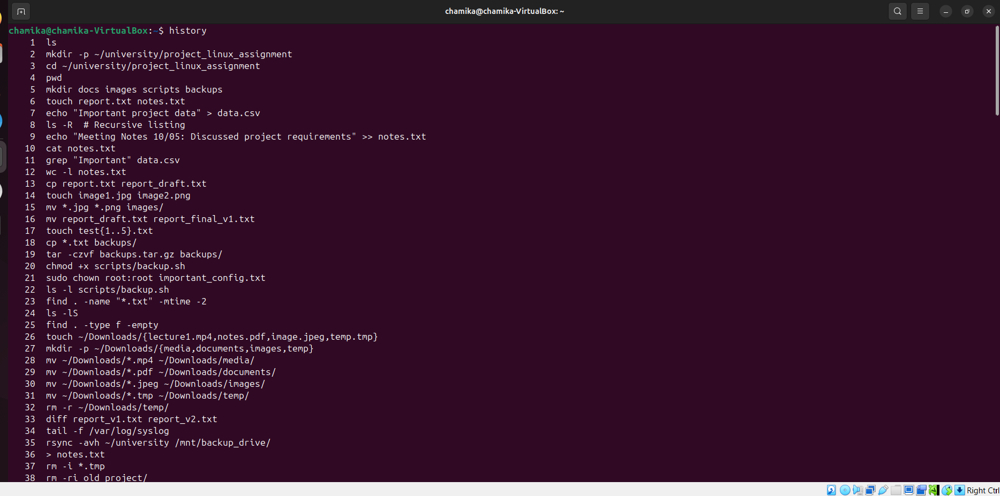 chamika@chamika-VirtualBox: ~
chamika@chamika-VirtualBox:~$ history
1 ls
2 mkdir -p ~/university/project_linux_assignment
3 cd ~/university/project_linux_assignment
4 pwd
5 mkdir docs images scripts backups
6 touch report.txt notes.txt
7 echo "Important project data" > data.csv
8 ls -R  # Recursive listing
9 echo "Meeting Notes 10/05: Discussed project requirements" >> notes.txt
10 cat notes.txt
11 grep "Important" data.csv
12 wc -l notes.txt
13 cp report.txt report_draft.txt
14 touch image1.jpg image2.png
15 mv *.jpg *.png images/
16 mv report_draft.txt report_final_v1.txt
17 touch test{1..5}.txt
18 cp *.txt backups/
19 tar -czvf backups.tar.gz backups/
20 chmod +x scripts/backup.sh
21 sudo chown root:root important_config.txt
22 ls -l scripts/backup.sh
23 find . -name "*.txt" -mtime -2
24 ls -lS
25 find . -type f -empty
26 touch ~/Downloads/{lecture1.mp4,notes.pdf,image.jpeg,temp.tmp}
27 mkdir -p ~/Downloads/{media,documents,images,temp}
28 mv ~/Downloads/*.mp4 ~/Downloads/media/
29 mv ~/Downloads/*.pdf ~/Downloads/documents/
30 mv ~/Downloads/*.jpeg ~/Downloads/images/
31 mv ~/Downloads/*.tmp ~/Downloads/temp/
32 rm -r ~/Downloads/temp/
33 diff report_v1.txt report_v2.txt
34 tail -f /var/log/syslog
35 rsync -avh ~/university /mnt/backup_drive/
36 > notes.txt
37 rm -i *.tmp
38 rm -ri old_project/
Right Ctrl